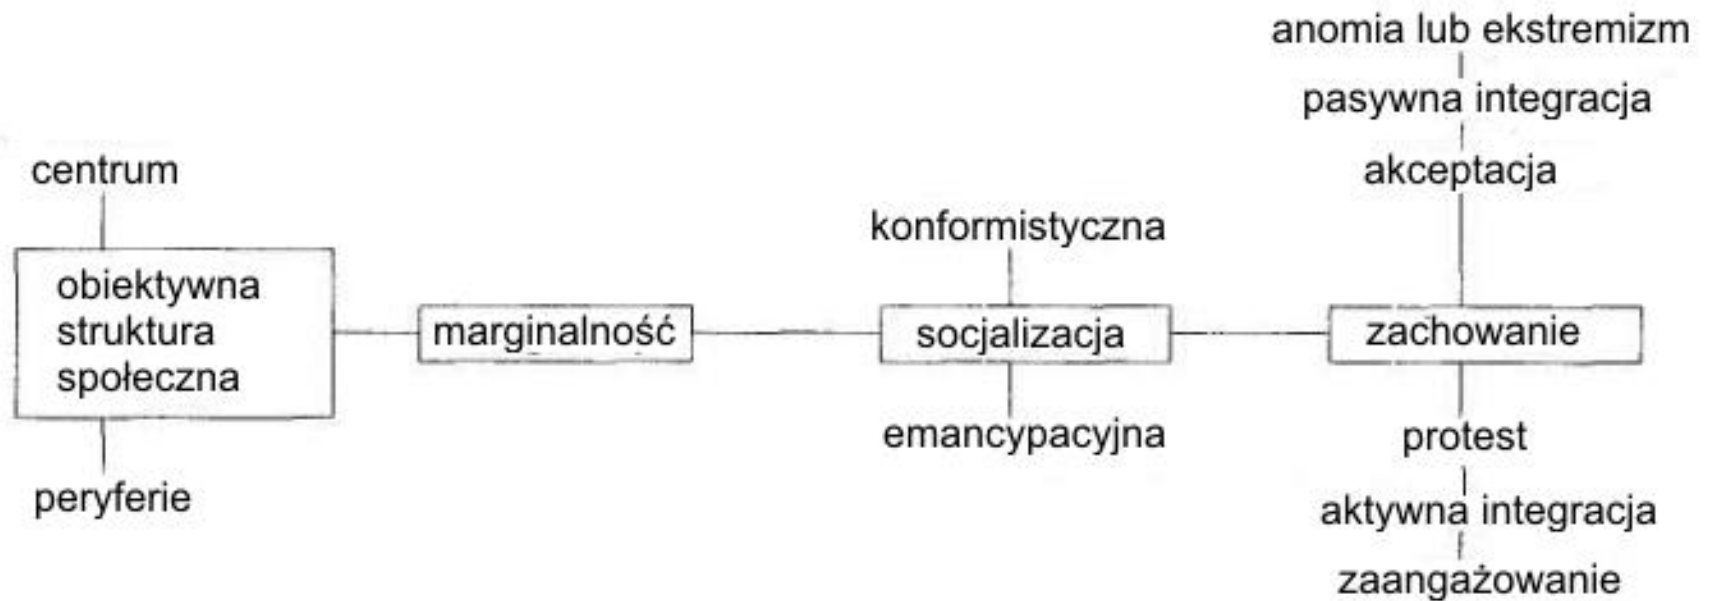 anomia lub ekstremizm
pasywna integracja
akceptacja
centrum
konformistyczna
obiektywna
struktura
społeczna
marginalność
socjalizacja
zachowanie
emancypacyjna
protest
peryferie
aktywna integracja
zaangażowanie